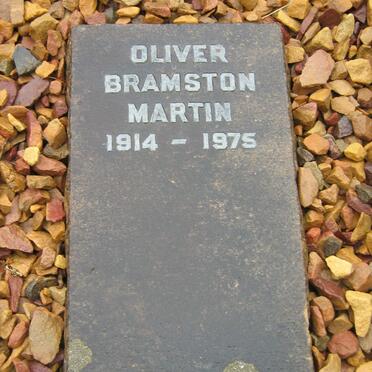 OLIVER
BRAMSTON
MARTIN
1914 - 1975